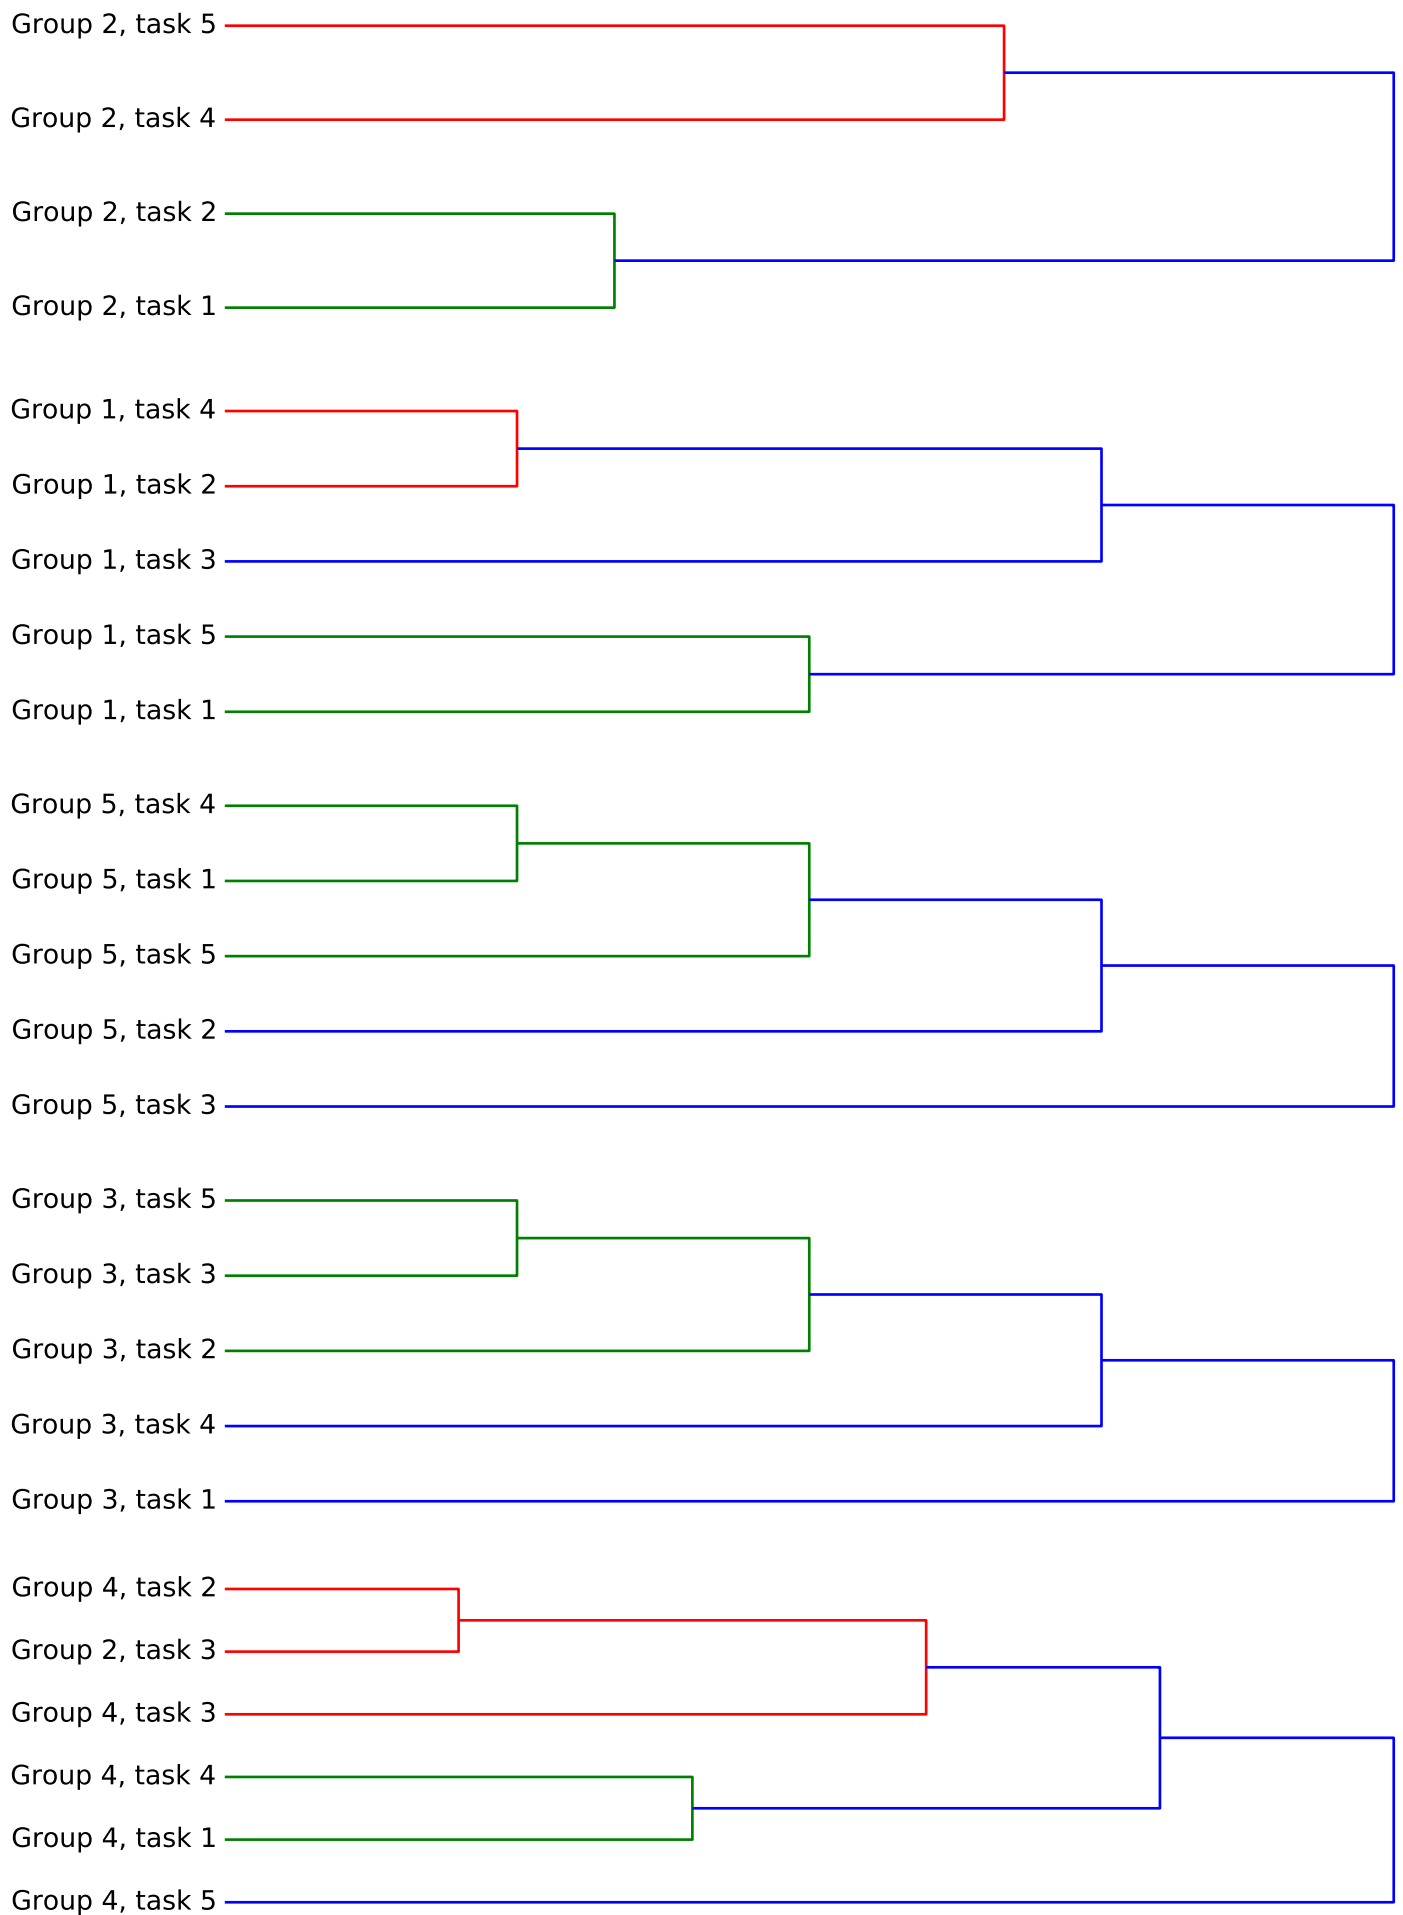 Group 2, task 5
Group 2, task 4
Group 2, task 2
Group 2, task 1
Group 1, task 4
Group 1, task 2
Group 1, task 3
Group 1, task 5
Group 1, task 1
Group 5, task 4
Group 5, task 1
Group 5, task 5
Group 5, task 2
Group 5, task 3
Group 3, task 5
Group 3, task 3
Group 3, task 2
Group 3, task 4
Group 3, task 1
Group 4, task 2
Group 2, task 3
Group 4, task 3
Group 4, task 4
Group 4, task 1
Group 4, task 5